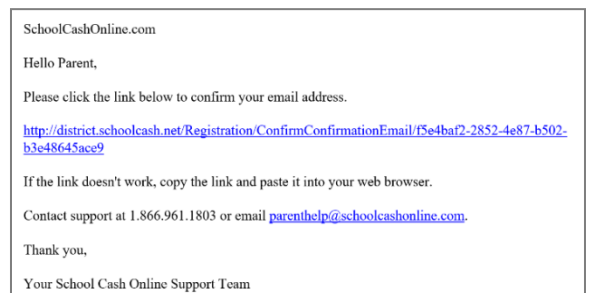 SchoolCashOnline.com
Hello Parent,
Please click the link below to confirm your email address.
http://district.schoolcash.net/Registration/ConfirmConfirmationEmail/f5e4baf2-2852-4e87-b502-
b3e48645ace9
If the link doesn't work, copy the link and paste it into your web browser.
Contact support at 1.866.961.1803 or email parenthelp@schoolcashonline.com.
Thank you,
Your School Cash Online Support Team